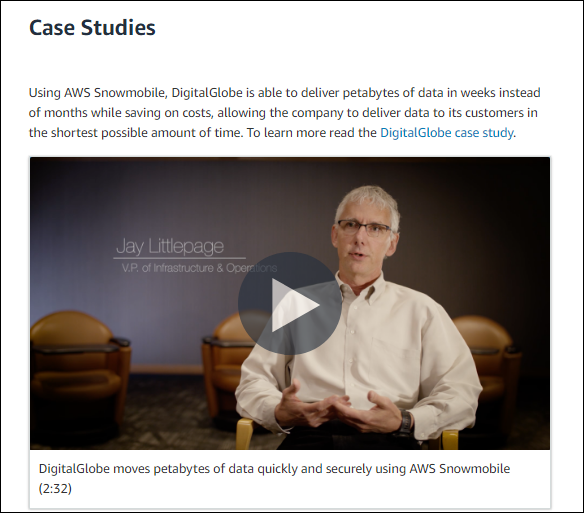 Case Studies
Using AWS Snowmobile, DigitalGlobe is able to deliver petabytes of data in weeks instead
of months while saving on costs, allowing the company to deliver data to its customers in
the shortest possible amount of time. To learn more read the DigitalGlobe case study.
Jay Littlepage
V.P. of Infrastructure & Operations
DigitalGlobe moves petabytes of data quickly and securely using AWS Snowmobile
(2:32)